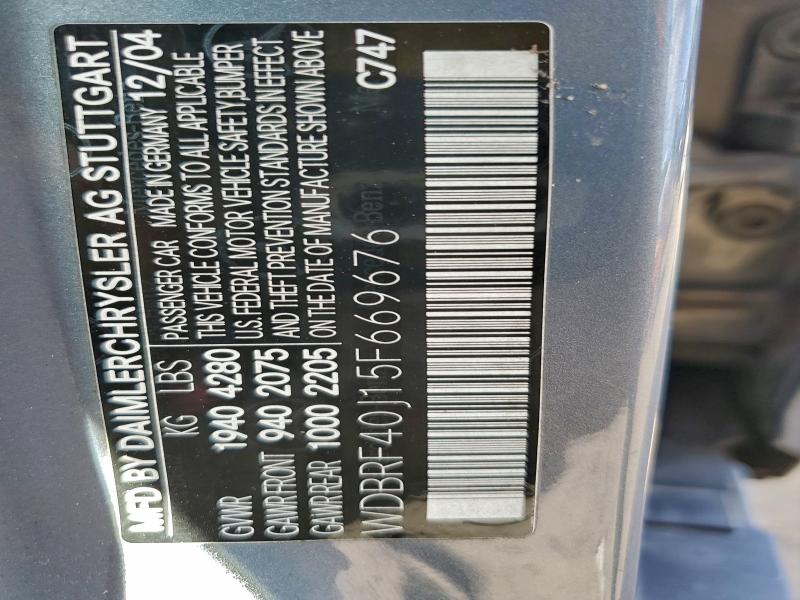 MFD BY DAIMLERCHRYSLER AG STUTTGART
KG LBS PASSENGER CAR MADE IN GERMANY 12/04
GWR 1940 4280 THIS VEHICLE CONFORMS TO ALL APPLICABLE
U.S. FEDERAL MOTOR VEHICLE SAFETY,BUMPER
GAWR FRONT 940 2075 AND THEFT PREVENTION STANDARDS IN EFFECT
GAWR REAR 1000 2205 ON THE DATE OF MANUFACTURE SHOWN ABOVE
WDBRF40J15F669676 C747